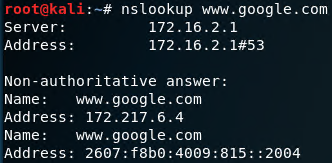 root@kali:~# nslookup www.google.com
Server: 172.16.2.1
Address: 172.16.2.1#53
Non-authoritative answer:
Name: www.google.com
Address: 172.217.6.4
Name: www.google.com
Address: 2607:f8b0:4009:815::2004